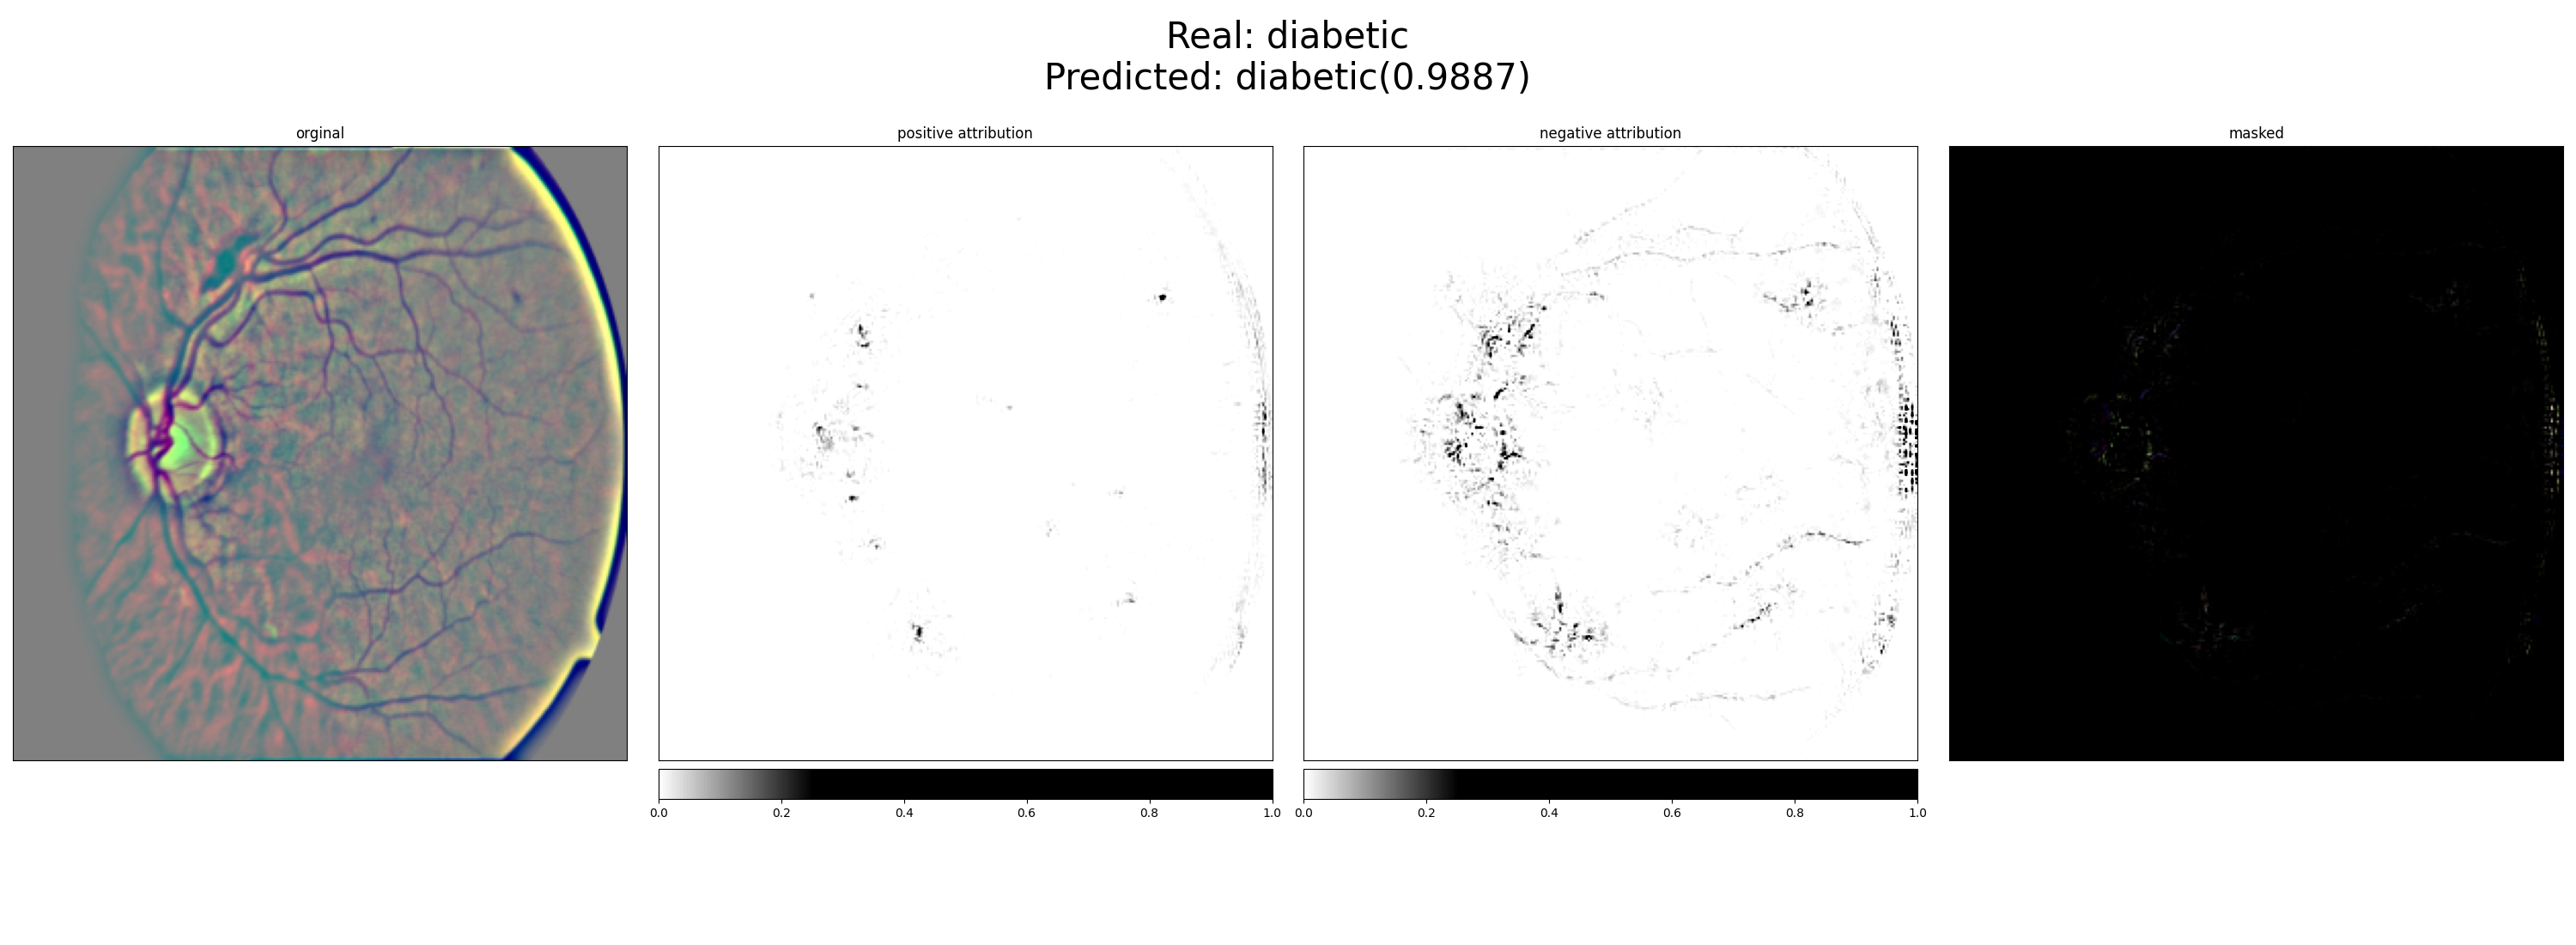 Real: diabetic
Predicted: diabetic(0.9887)
orginal
positive attribution
negative attribution
masked
0.0 0.2 0.4 0.6 0.8 1.0
0.0 0.2 0.4 0.6 0.8 1.0